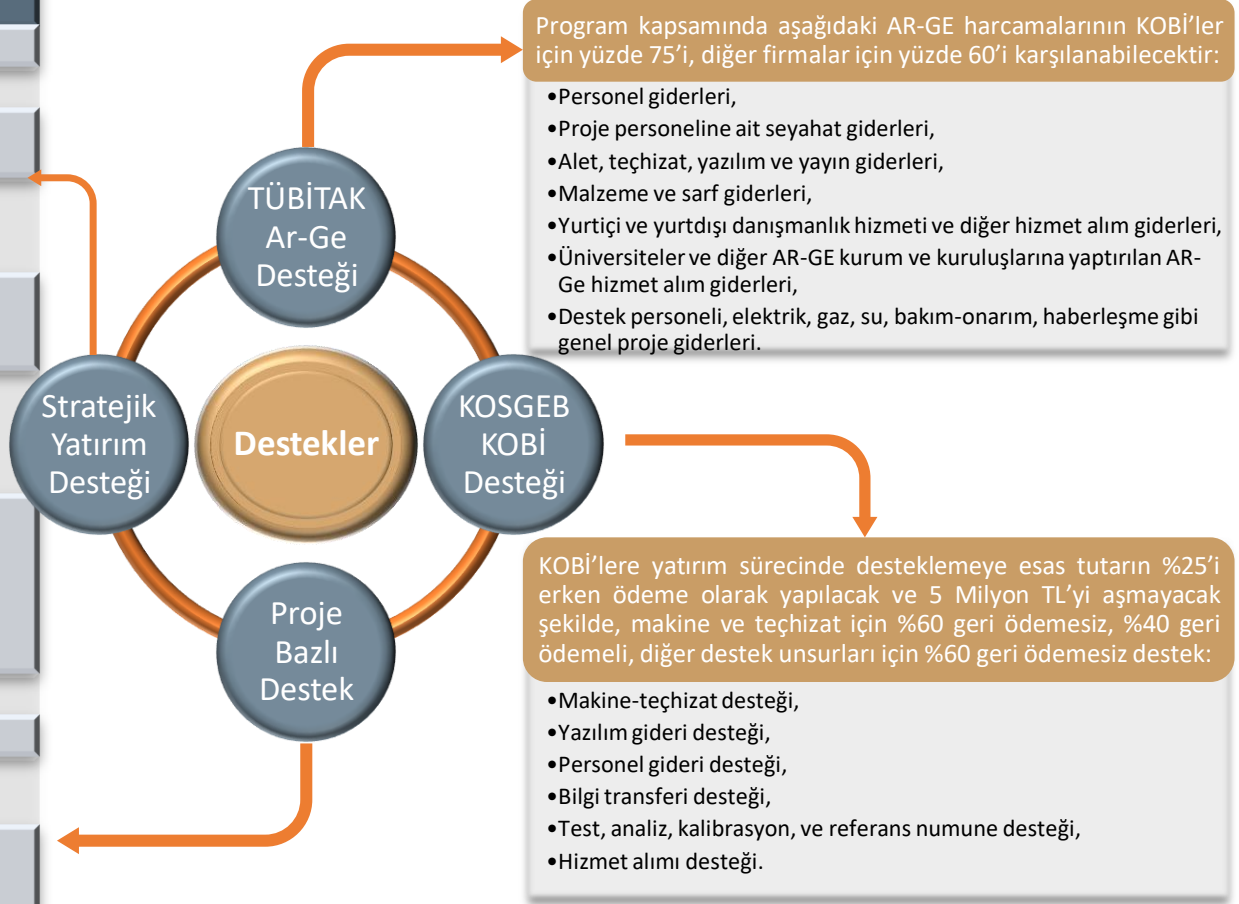 Program kapsamında aşağıdaki AR-GE harcamalarının KOBİ’ler
için yüzde 75’i, diğer firmalar için yüzde 60’i karşılanabilecektir:
•Personel giderleri,
•Proje personeline ait seyahat giderleri,
•Alet, teçhizat, yazılım ve yayın giderleri,
•Malzeme ve sarf giderleri,
•Yurtiçi ve yurtdışı danışmanlık hizmeti ve diğer hizmet alım giderleri,
•Üniversiteler ve diğer AR-GE kurum ve kuruluşlarına yaptırılan AR-
Ge hizmet alım giderleri,
•Destek personeli, elektrik, gaz, su, bakım-onarım, haberleşme gibi
genel proje giderleri.
TÜBİTAK
Ar-Ge
Desteği
Stratejik
Yatırım
Desteği
Destekler
KOSGEB
KOBİ
Desteği
Proje
Bazlı
Destek
KOBİ’lere yatırım sürecinde desteklemeye esas tutarın %25’i
erken ödeme olarak yapılacak ve 5 Milyon TL’yi aşmayacak
şekilde, makine ve teçhizat için %60 geri ödemesiz, %40 geri
ödemeli, diğer destek unsurları için %60 geri ödemesiz destek:
•Makine-teçhizat desteği,
•Yazılım gideri desteği,
•Personel gideri desteği,
•Bilgi transferi desteği,
•Test, analiz, kalibrasyon, ve referans numune desteği,
•Hizmet alımı desteği.